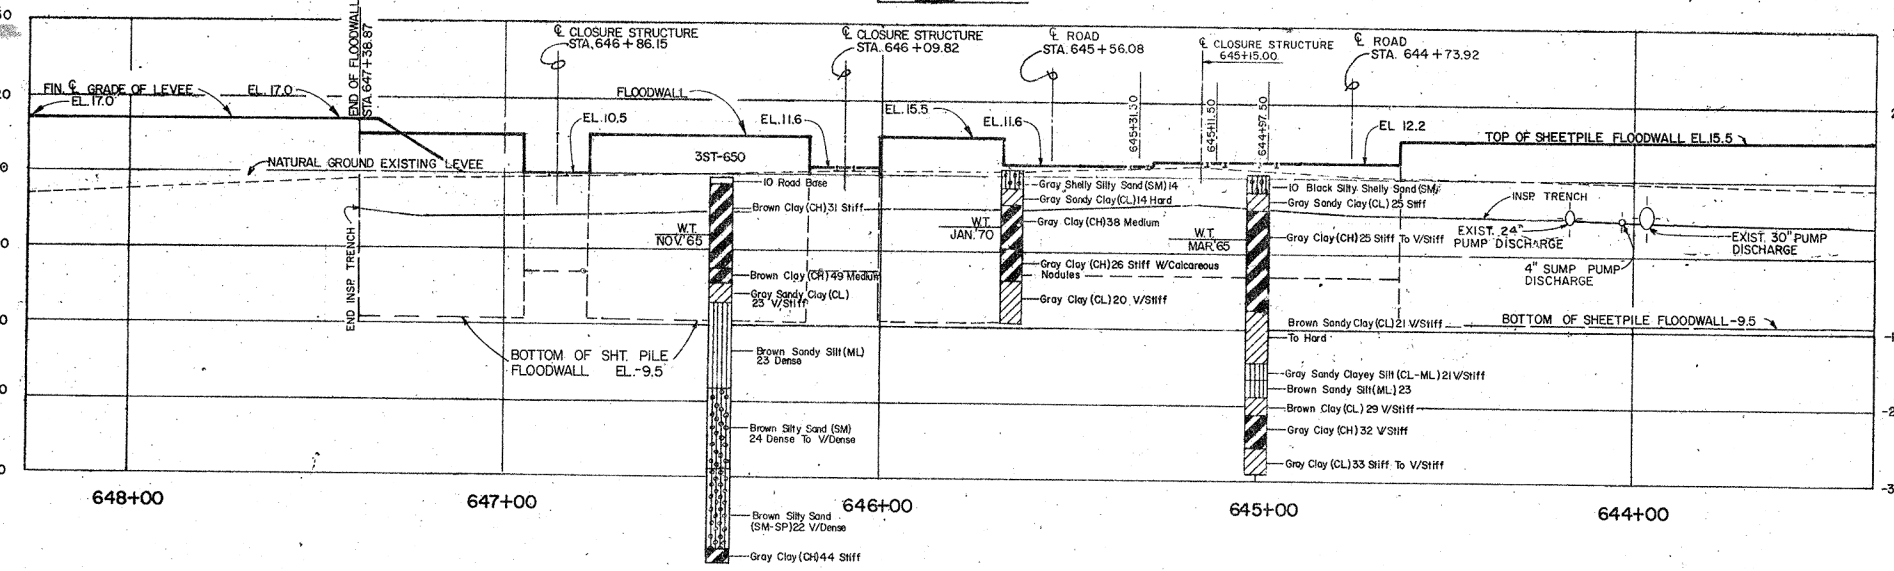 END OF FLOODWALL
STA. 647+38.87
℄ CLOSURE STRUCTURE
STA. 646+86.15
℄ CLOSURE STRUCTURE
STA. 646+09.82
℄ ROAD
STA. 645+56.08
℄ CLOSURE STRUCTURE
645+15.00
℄ ROAD
STA. 644+73.92
FIN. ℄ GRADE OF LEVEE
EL. 17.0
EL. 17.0
FLOODWALL
EL. 10.5
EL. 11.6
EL. 15.5
EL. 11.6
645+31.30
645+11.50
644+97.50
EL 12.2
TOP OF SHEETPILE FLOODWALL EL.15.5
NATURAL GROUND EXISTING LEVEE
3ST-650
10 Road Base
Brown Clay (CH) 31 Stiff
W.T.
NOV. '65
Brown Clay (CH) 49 Medium
Gray Sandy Clay (CL)
23 V/Stiff
Brown Sandy Silt (ML)
23 Dense
Brown Silty Sand (SM)
24 Dense To V/Dense
Brown Silty Sand
(SM-SP) 22 V/Dense
Gray Clay (CH) 44 Stiff
Gray Shelly Silty Sand (SM) 14
Gray Sandy Clay (CL) 14 Hard
Gray Clay (CH) 38 Medium
W.T.
JAN. '70
Gray Clay (CH) 26 Stiff W/Calcareous
Nodules
Gray Clay (CL) 20 V/Stiff
10 Black Silty Shelly Sand (SM)
Gray Sandy Clay (CL) 25 Stiff
W.T.
MAR. '65
Gray Clay (CH) 25 Stiff To V/Stiff
Brown Sandy Clay (CL) 21 V/Stiff
To Hard
Gray Sandy Clayey Silt (CL-ML) 21 V/Stiff
Brown Sandy Silt (ML) 23
Brown Clay (CL) 29 V/Stiff
Gray Clay (CH) 32 V/Stiff
Gray Clay (CL) 33 Stiff To V/Stiff
INSP. TRENCH
EXIST. 24"
PUMP DISCHARGE
4" SUMP PUMP
DISCHARGE
EXIST. 30" PUMP
DISCHARGE
END INSP. TRENCH
BOTTOM OF SHT. PILE
FLOODWALL EL.-9.5
BOTTOM OF SHEETPILE FLOODWALL -9.5
648+00
647+00
646+00
645+00
644+00